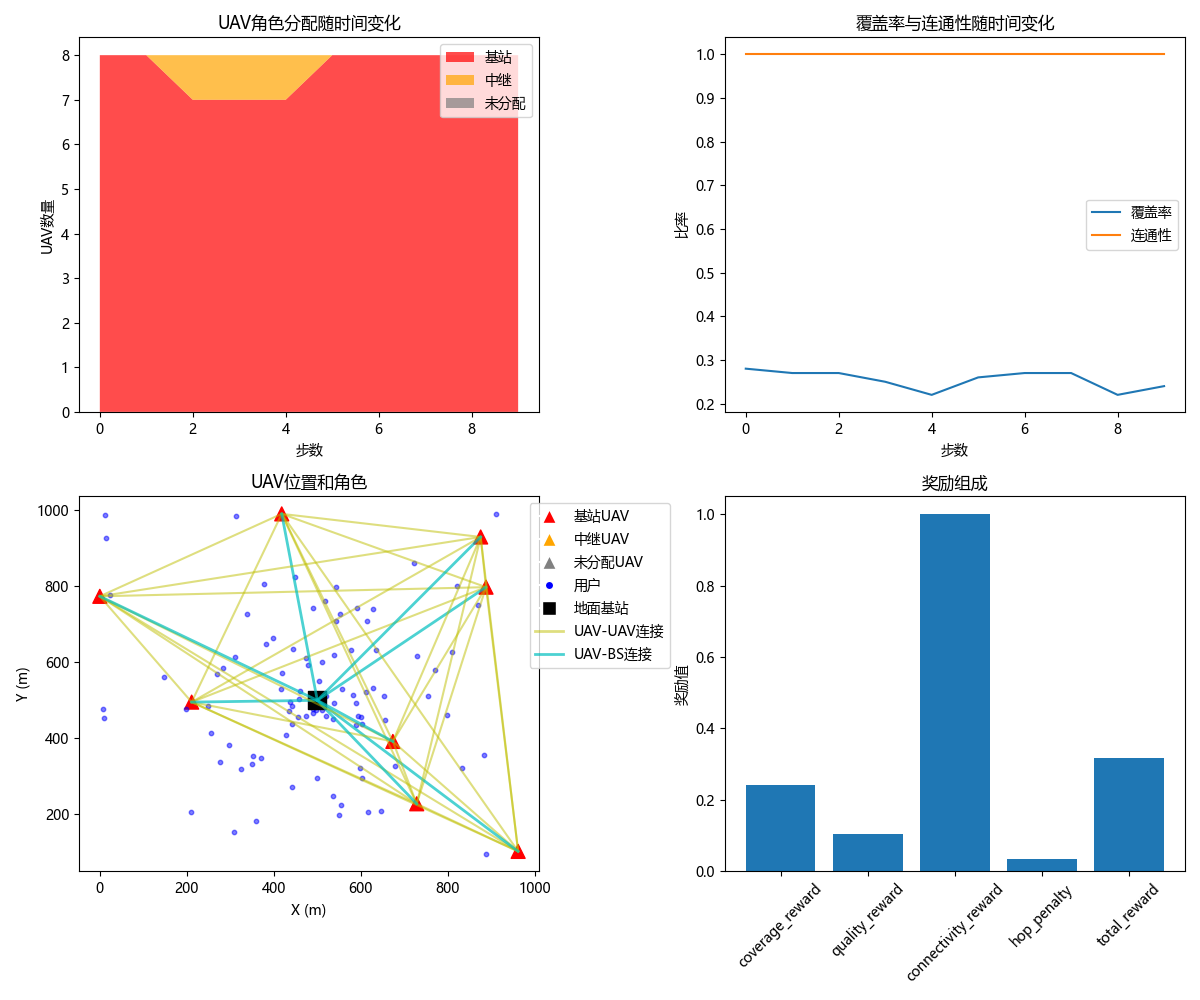 UAV角色分配随时间变化
8
7
6
5
4
3
2
1
0
UAV数量
基站
中继
未分配
0 2 4 6 8
步数
覆盖率与连通性随时间变化
1.0
0.9
0.8
0.7
0.6
0.5
0.4
0.3
0.2
比率
覆盖率
连通性
0 2 4 6 8
步数
UAV位置和角色
1000
800
600
400
200
Y (m)
基站UAV
中继UAV
未分配UAV
用户
地面基站
UAV-UAV连接
UAV-BS连接
0 200 400 600 800 1000
X (m)
奖励组成
1.0
0.8
0.6
0.4
0.2
0.0
奖励值
coverage_reward
quality_reward
connectivity_reward
hop_penalty
total_reward